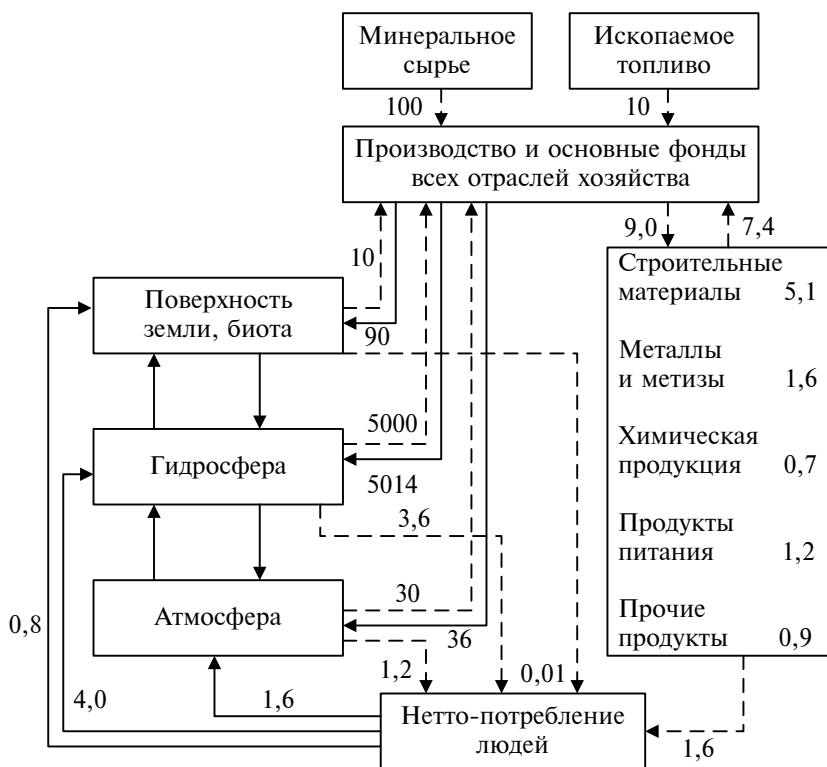 Минеральное
сырье
Ископаемое
топливо
100
10
Производство и основные фонды
всех отраслей хозяйства
9,0
7,4
10
Поверхность
земли, биота
90
Строительные
материалы 5,1
Металлы
и метизы 1,6
Химическая
продукция 0,7
Продукты
питания 1,2
Прочие
продукты 0,9
5000
Гидросфера
5014
3,6
30
Атмосфера
36
0,8
1,2
0,01
4,0
1,6
Нетто-потребление
людей
1,6